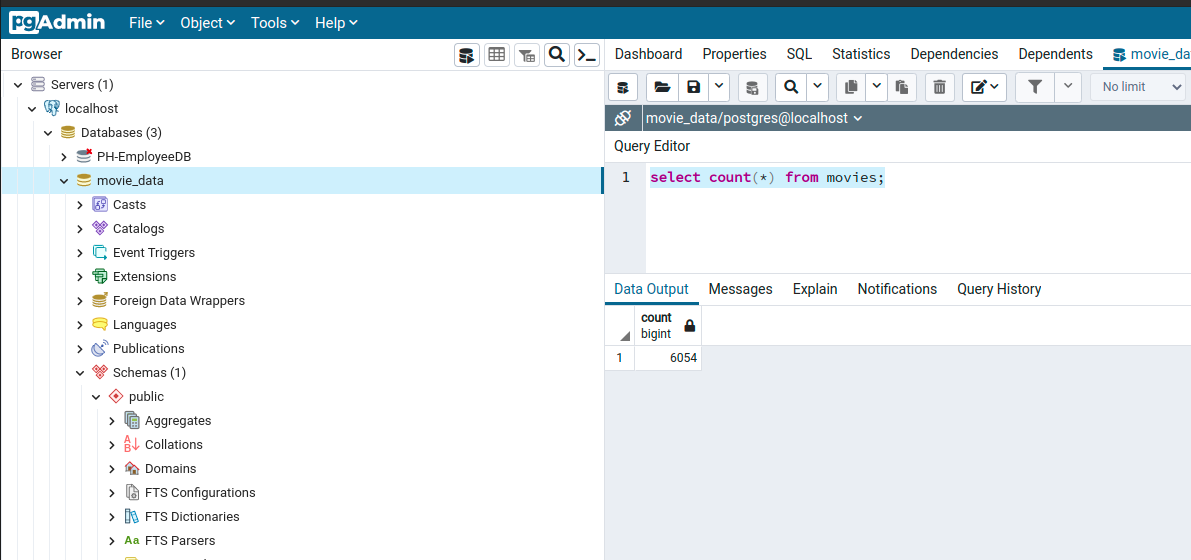 pgAdmin File Object Tools Help
Browser
Dashboard Properties SQL Statistics Dependencies Dependents movie_da
Servers (1)
localhost
Databases (3)
PH-EmployeeDB
movie_data
Casts
Catalogs
Event Triggers
Extensions
Foreign Data Wrappers
Languages
Publications
Schemas (1)
public
Aggregates
Collations
Domains
FTS Configurations
FTS Dictionaries
Aa FTS Parsers
No limit
movie_data/postgres@localhost
Query Editor
1 select count(*) from movies;
Data Output Messages Explain Notifications Query History
count
bigint
1 6054